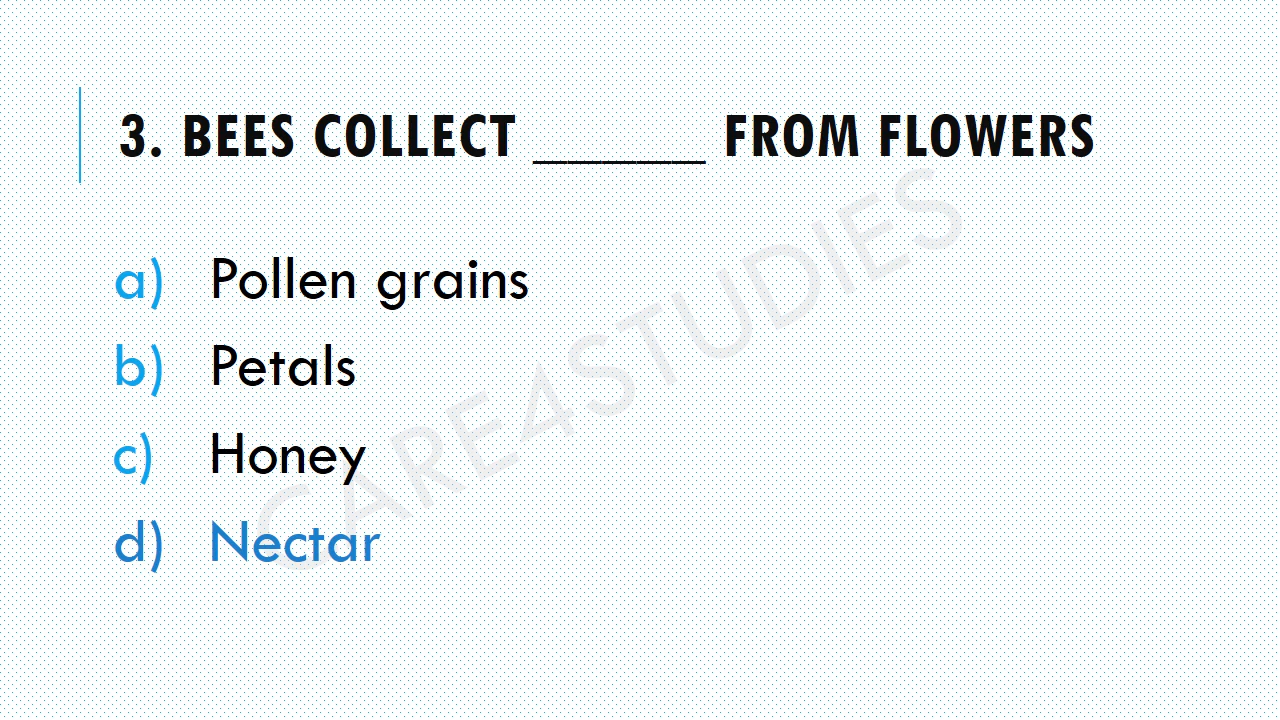 3. BEES COLLECT ______ FROM FLOWERS
a) Pollen grains
b) Petals
c) Honey
d) Nectar
CARE4STUDIES